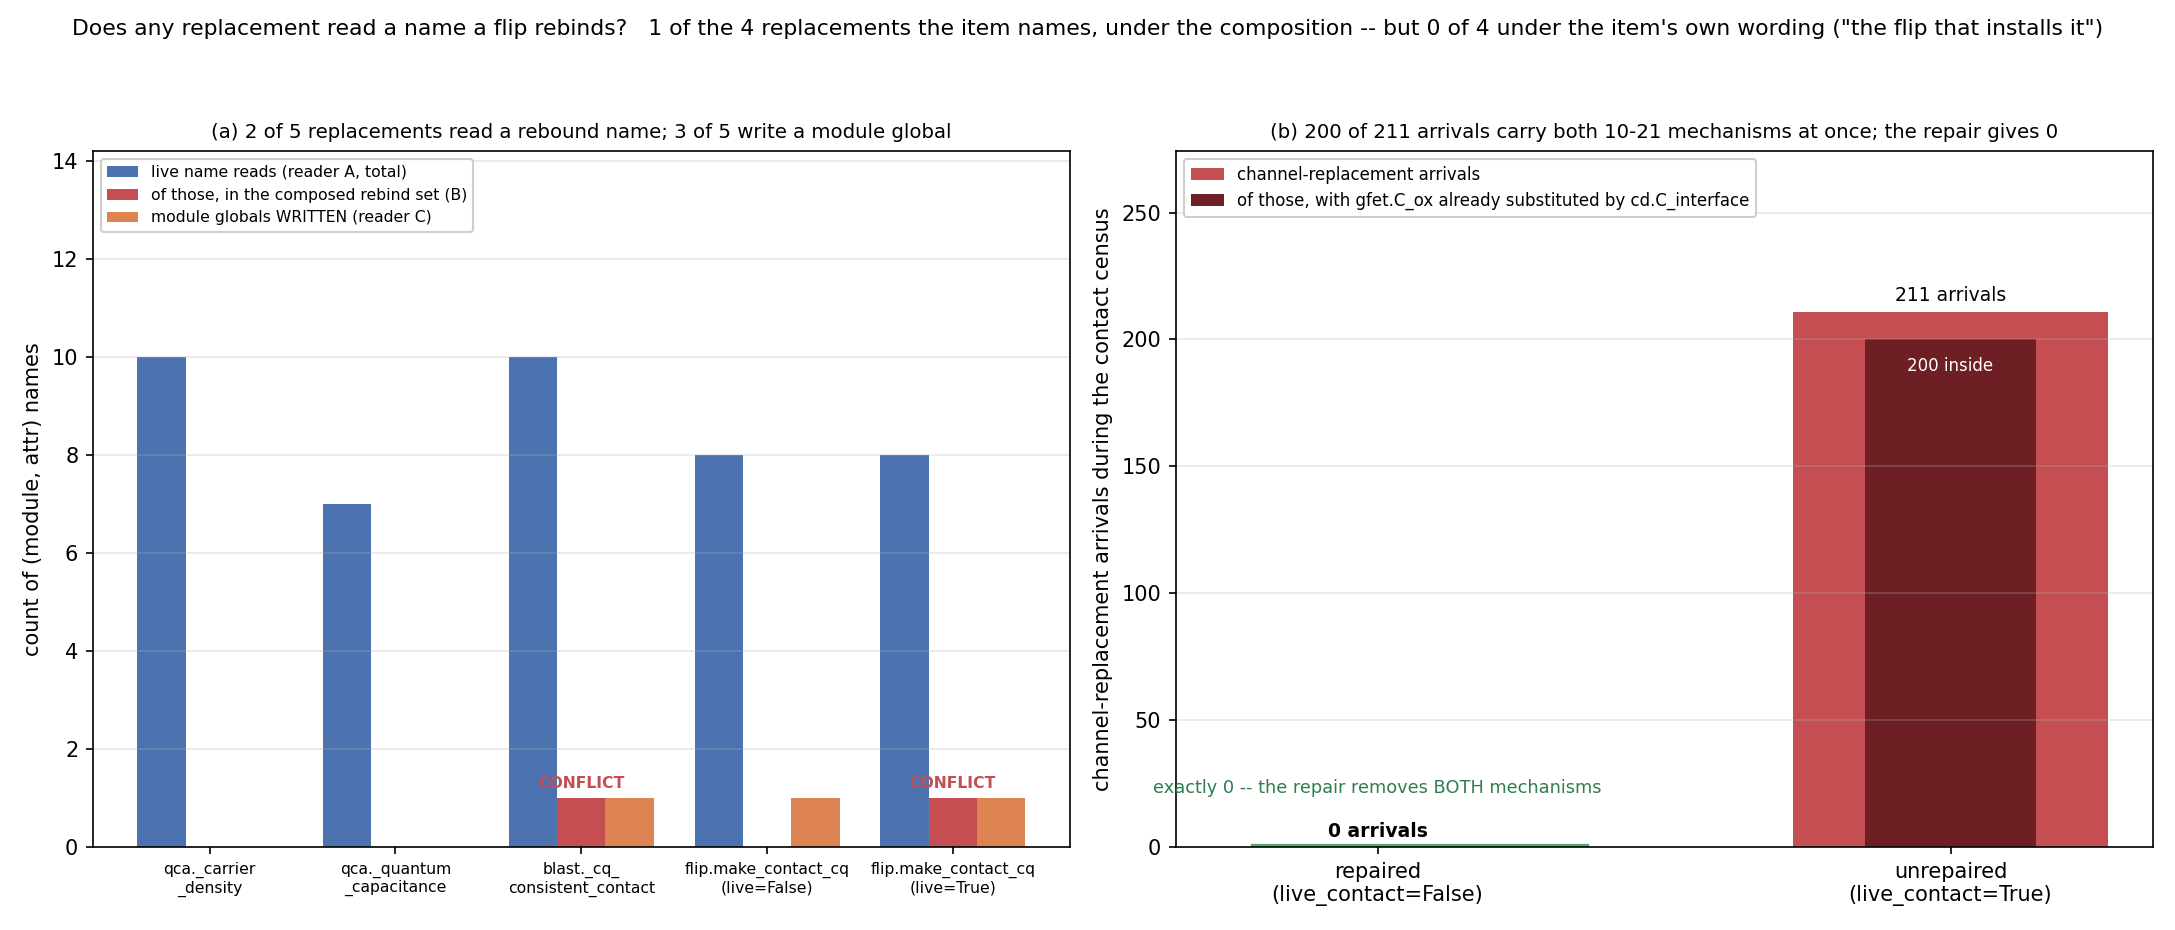 Does any replacement read a name a flip rebinds?   1 of the 4 replacements the item names, under the composition -- but 0 of 4 under the item's own wording ("the flip that installs it")
(a) 2 of 5 replacements read a rebound name; 3 of 5 write a module global
live name reads (reader A, total)
of those, in the composed rebind set (B)
module globals WRITTEN (reader C)
count of (module, attr) names
14
12
10
8
6
4
2
0
CONFLICT
CONFLICT
qca._carrier
_density
qca._quantum
_capacitance
blast._cq_
consistent_contact
flip.make_contact_cq
(live=False)
flip.make_contact_cq
(live=True)
(b) 200 of 211 arrivals carry both 10-21 mechanisms at once; the repair gives 0
channel-replacement arrivals
of those, with gfet.C_ox already substituted by cd.C_interface
channel-replacement arrivals during the contact census
250
200
150
100
50
0
211 arrivals
200 inside
exactly 0 -- the repair removes BOTH mechanisms
0 arrivals
repaired
(live_contact=False)
unrepaired
(live_contact=True)